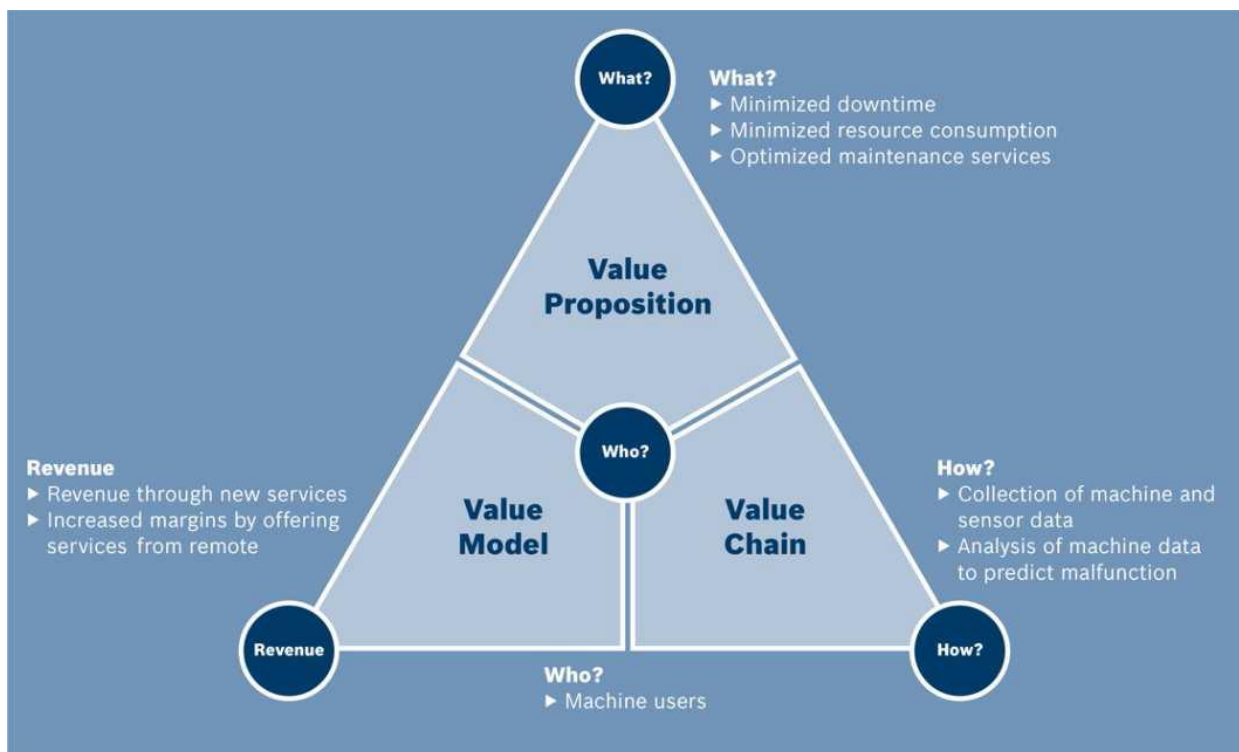 What?
What?
▶ Minimized downtime
▶ Minimized resource consumption
▶ Optimized maintenance services
Value
Proposition
Who?
Revenue
▶ Revenue through new services
▶ Increased margins by offering
services from remote
Value
Model
Value
Chain
How?
▶ Collection of machine and
sensor data
▶ Analysis of machine data
to predict malfunction
Revenue
How?
Who?
▶ Machine users